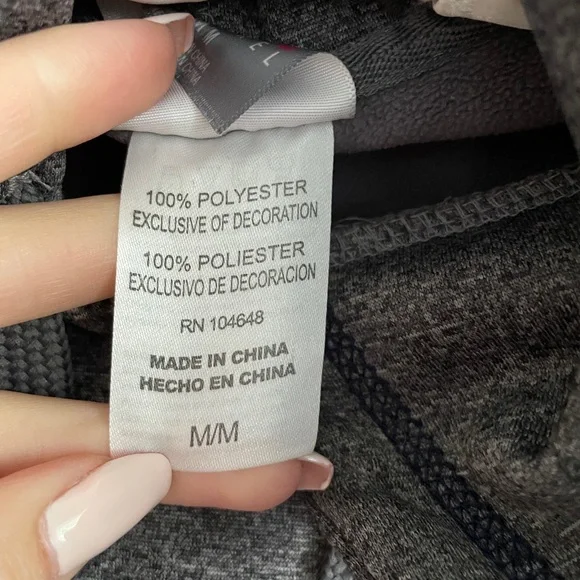 100% POLYESTER
EXCLUSIVE OF DECORATION
100% POLIESTER
EXCLUSIVO DE DECORACION
RN 104648
MADE IN CHINA
HECHO EN CHINA
M/M